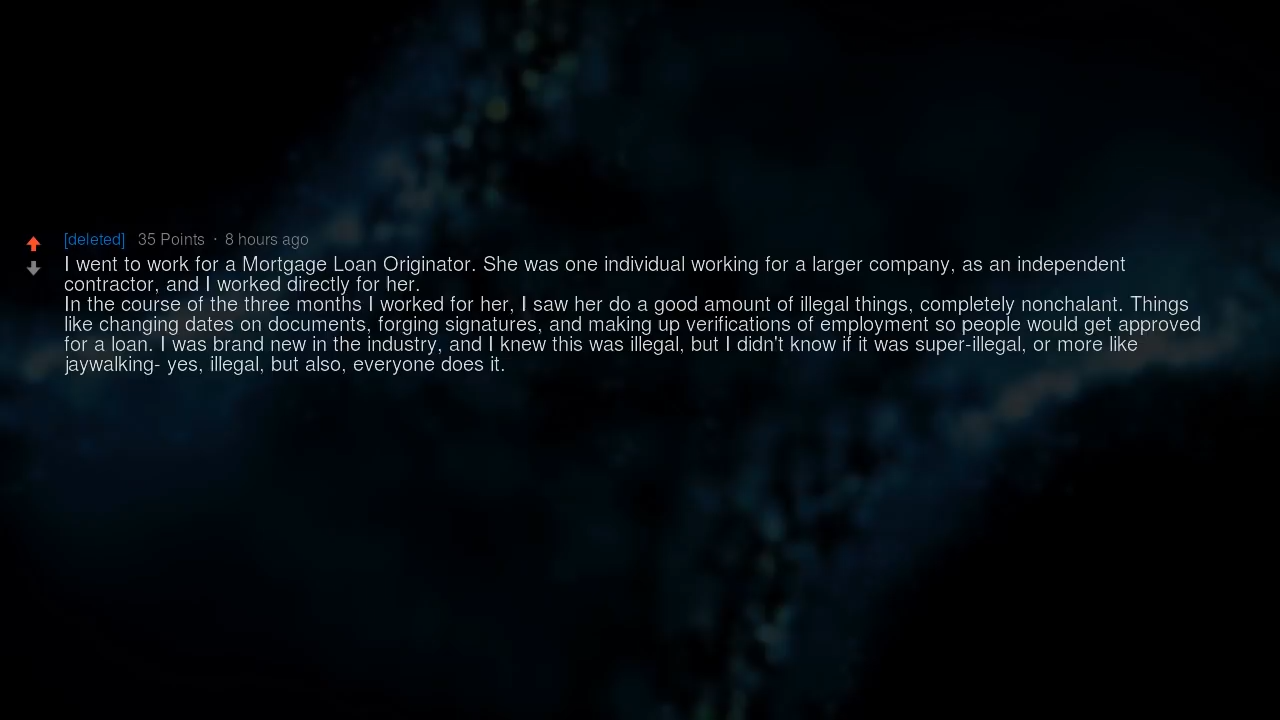 [deleted] 35 Points · 8 hours ago
I went to work for a Mortgage Loan Originator. She was one individual working for a larger company, as an independent
contractor, and I worked directly for her.
In the course of the three months I worked for her, I saw her do a good amount of illegal things, completely nonchalant. Things
like changing dates on documents, forging signatures, and making up verifications of employment so people would get approved
for a loan. I was brand new in the industry, and I knew this was illegal, but I didn't know if it was super-illegal, or more like
jaywalking- yes, illegal, but also, everyone does it.